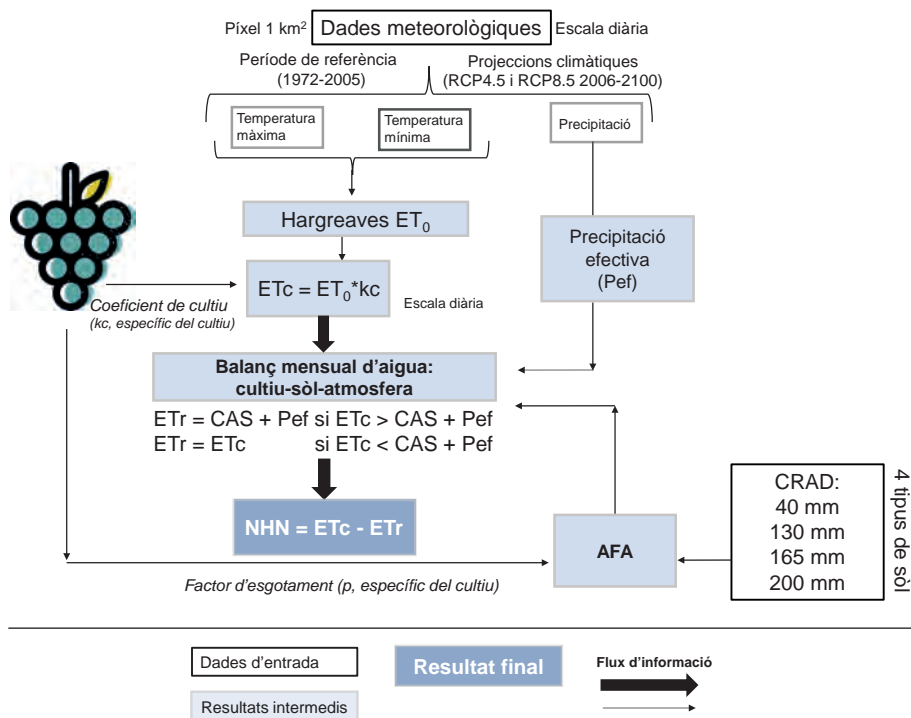 Píxel 1 km² Dades meteorològiques Escala diària
Període de referència
(1972-2005)
Projeccions climàtiques
(RCP4.5 i RCP8.5 2006-2100)
Temperatura
màxima
Temperatura
mínima
Precipitació
Hargreaves ET₀
Precipitació
efectiva
(Pef)
ETc = ET₀*kc
Escala diària
Coeficient de cultiu
(kc, específic del cultiu)
Balanç mensual d'aigua:
cultiu-sòl-atmosfera
ETr = CAS + Pef si ETc > CAS + Pef
ETr = ETc si ETc < CAS + Pef
NHN = ETc - ETr
AFA
CRAD:
40 mm
130 mm
165 mm
200 mm
4 tipus de sòl
Factor d'esgotament (p, específic del cultiu)
Dades d'entrada
Resultats intermedis
Resultat final
Flux d'informació